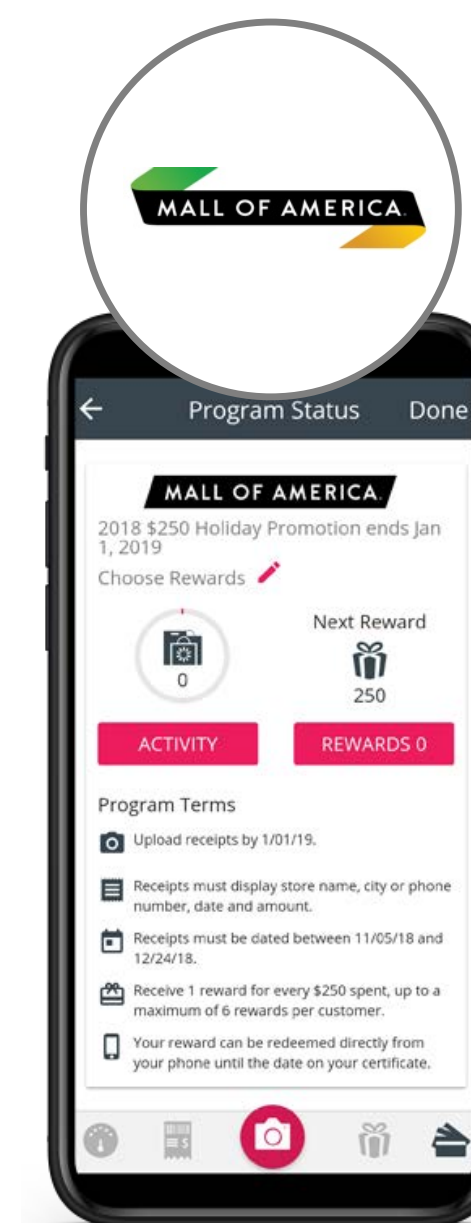 MALL OF AMERICA.
Program Status
Done
MALL OF AMERICA.
2018 $250 Holiday Promotion ends Jan
1, 2019
Choose Rewards
Next Reward
0
250
ACTIVITY
REWARDS 0
Program Terms
Upload receipts by 1/01/19.
Receipts must display store name, city or phone
number, date and amount.
Receipts must be dated between 11/05/18 and
12/24/18.
Receive 1 reward for every $250 spent, up to a
maximum of 6 rewards per customer.
Your reward can be redeemed directly from
your phone until the date on your certificate.